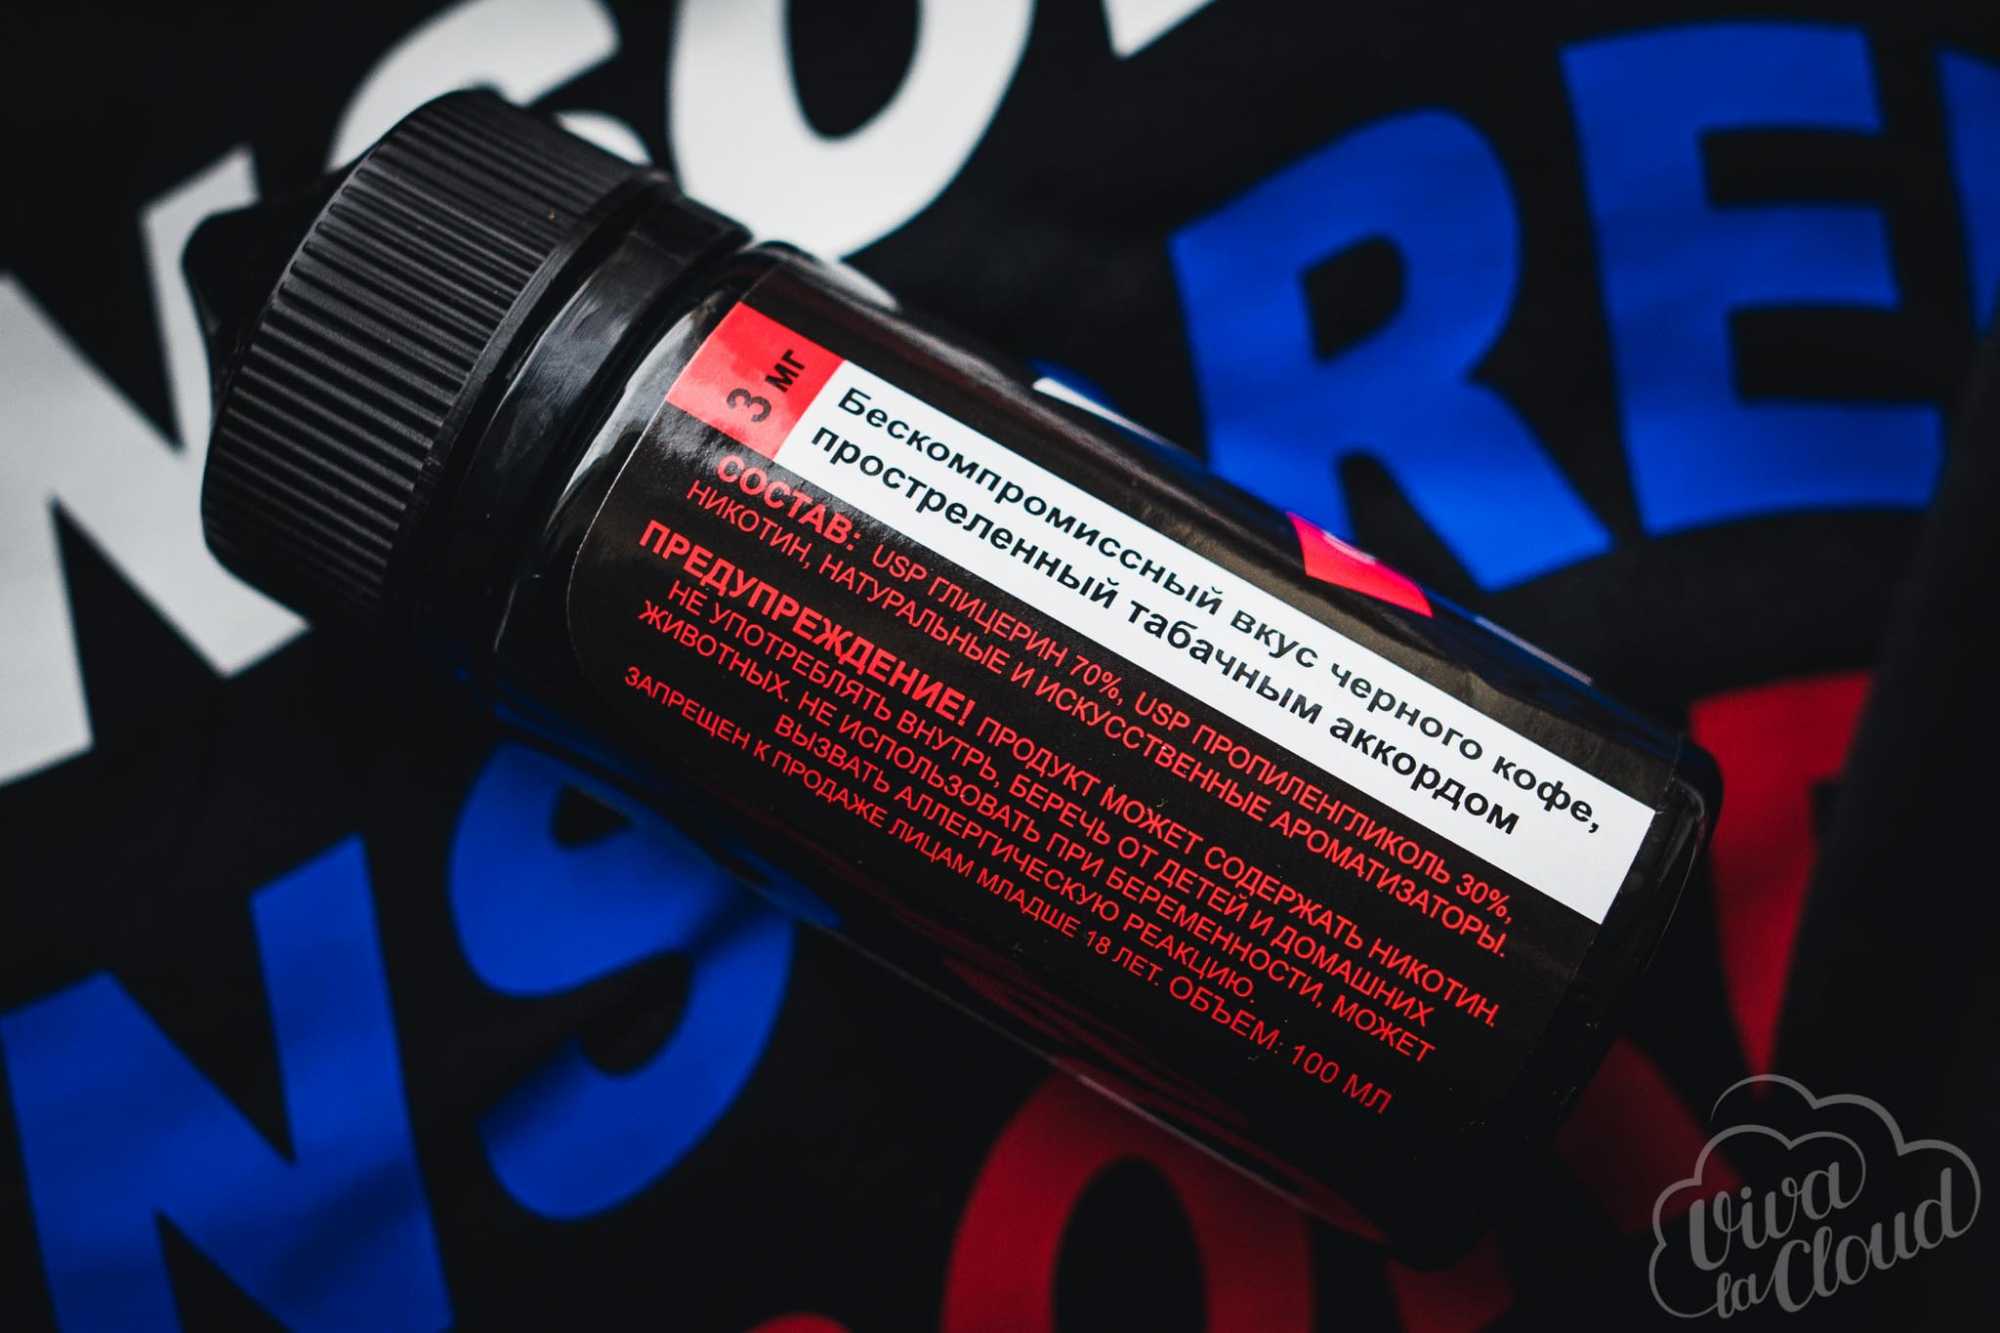 3 мг
Бескомпромиссный вкус черного кофе,
простреленный табачным аккордом
СОСТАВ: USP ГЛИЦЕРИН 70%, USP ПРОПИЛЕНГЛИКОЛЬ 30%,
НИКОТИН, НАТУРАЛЬНЫЕ И ИСКУССТВЕННЫЕ АРОМАТИЗАТОРЫ.
ПРЕДУПРЕЖДЕНИЕ! ПРОДУКТ МОЖЕТ СОДЕРЖАТЬ НИКОТИН.
НЕ УПОТРЕБЛЯТЬ ВНУТРЬ, БЕРЕЧЬ ОТ ДЕТЕЙ И ДОМАШНИХ
ЖИВОТНЫХ. НЕ ИСПОЛЬЗОВАТЬ ПРИ БЕРЕМЕННОСТИ, МОЖЕТ
ВЫЗВАТЬ АЛЛЕРГИЧЕСКУЮ РЕАКЦИЮ.
ЗАПРЕЩЕН К ПРОДАЖЕ ЛИЦАМ МЛАДШЕ 18 ЛЕТ. ОБЪЕМ: 100 МЛ
Viva
la Cloud